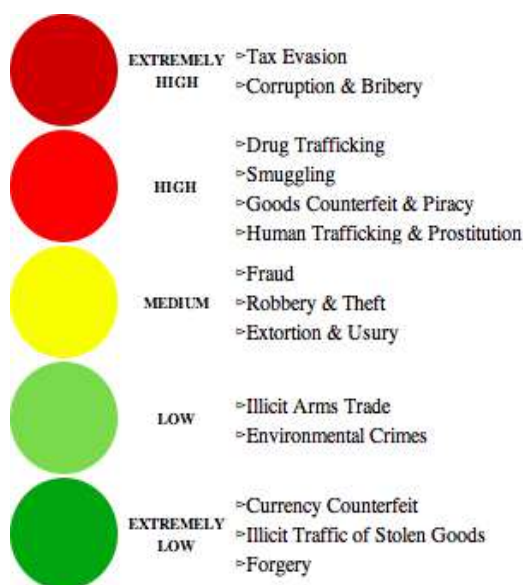 EXTREMELY
HIGH
▻Tax Evasion
▻Corruption & Bribery
HIGH
▻Drug Trafficking
▻Smuggling
▻Goods Counterfeit & Piracy
▻Human Trafficking & Prostitution
MEDIUM
▻Fraud
▻Robbery & Theft
▻Extortion & Usury
LOW
▻Illicit Arms Trade
▻Environmental Crimes
EXTREMELY
LOW
▻Currency Counterfeit
▻Illicit Traffic of Stolen Goods
▻Forgery